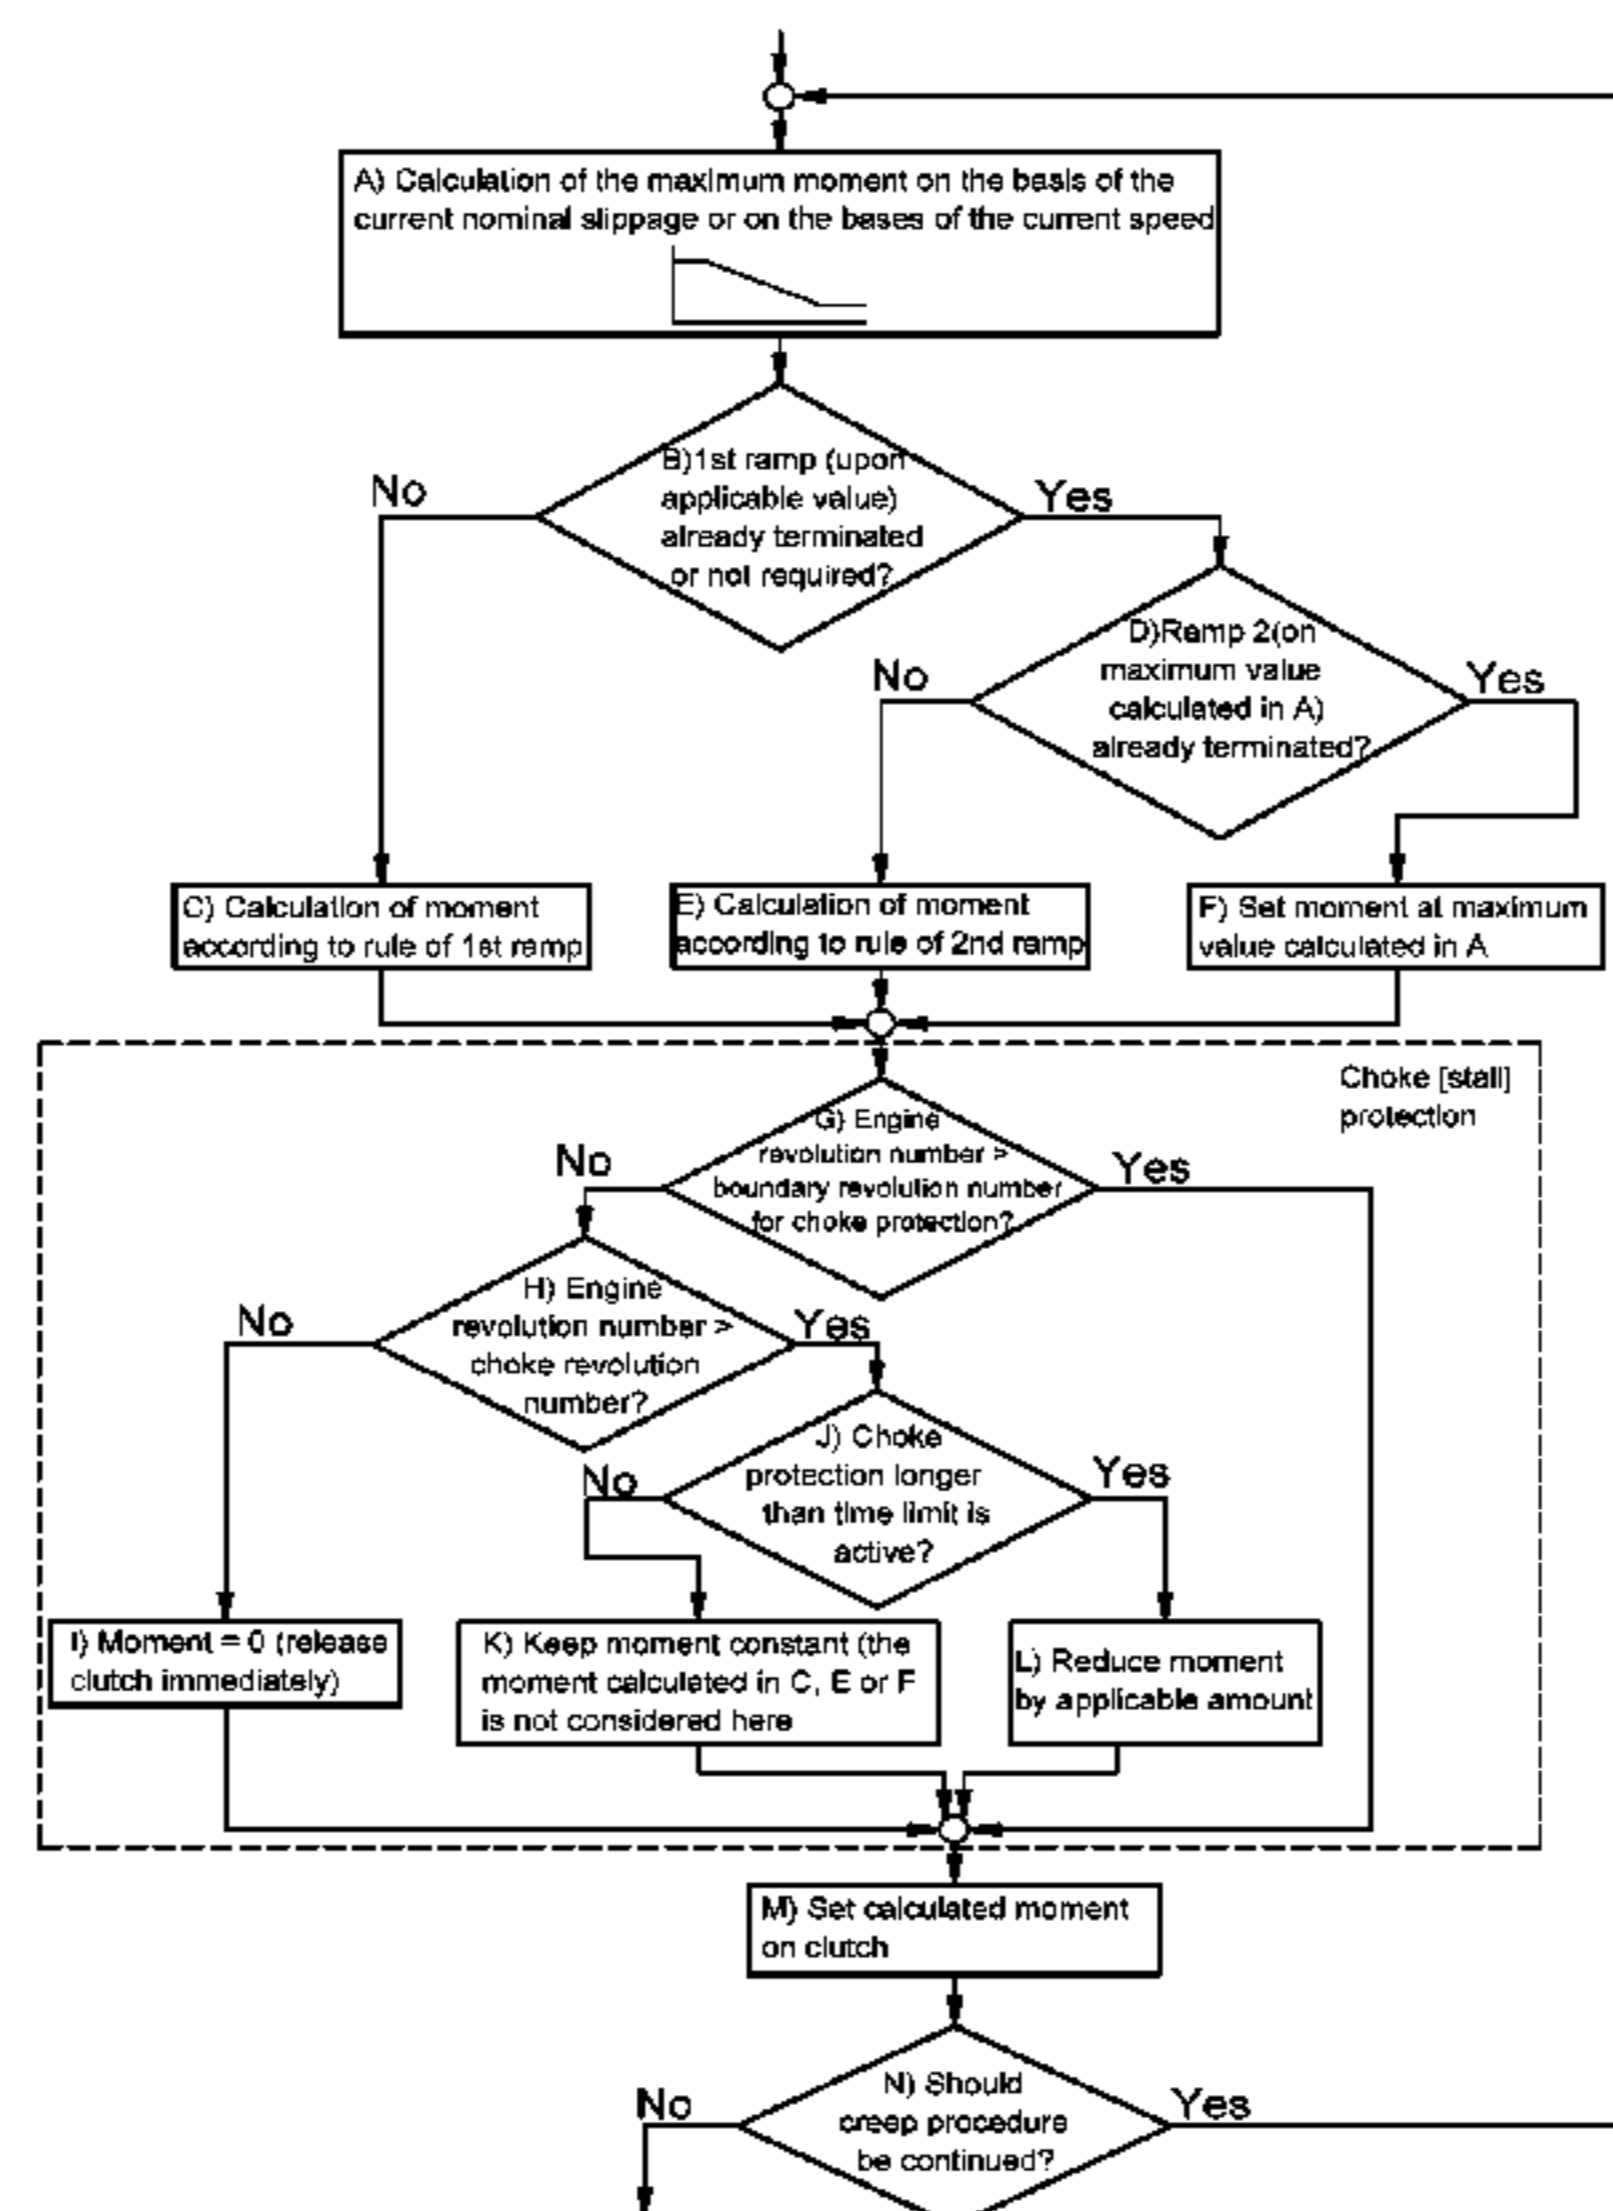 A) Calculation of the maximum moment on the basis of the
current nominal slippage or on the bases of the current speed
B)1st ramp (upon
applicable value)
already terminated
or not required?
No
Yes
D)Ramp 2(on
maximum value
calculated in A)
already terminated?
No
Yes
C) Calculation of moment
according to rule of 1st ramp
E) Calculation of moment
according to rule of 2nd ramp
F) Set moment at maximum
value calculated in A
Choke [stall]
protection
G) Engine
revolution number >
boundary revolution number
for choke protection?
No
Yes
H) Engine
revolution number >
choke revolution
number?
No
Yes
J) Choke
protection longer
than time limit is
active?
No
Yes
I) Moment = 0 (release
clutch immediately)
K) Keep moment constant (the
moment calculated in C, E or F
is not considered here
L) Reduce moment
by applicable amount
M) Set calculated moment
on clutch
N) Should
creep procedure
be continued?
No
Yes